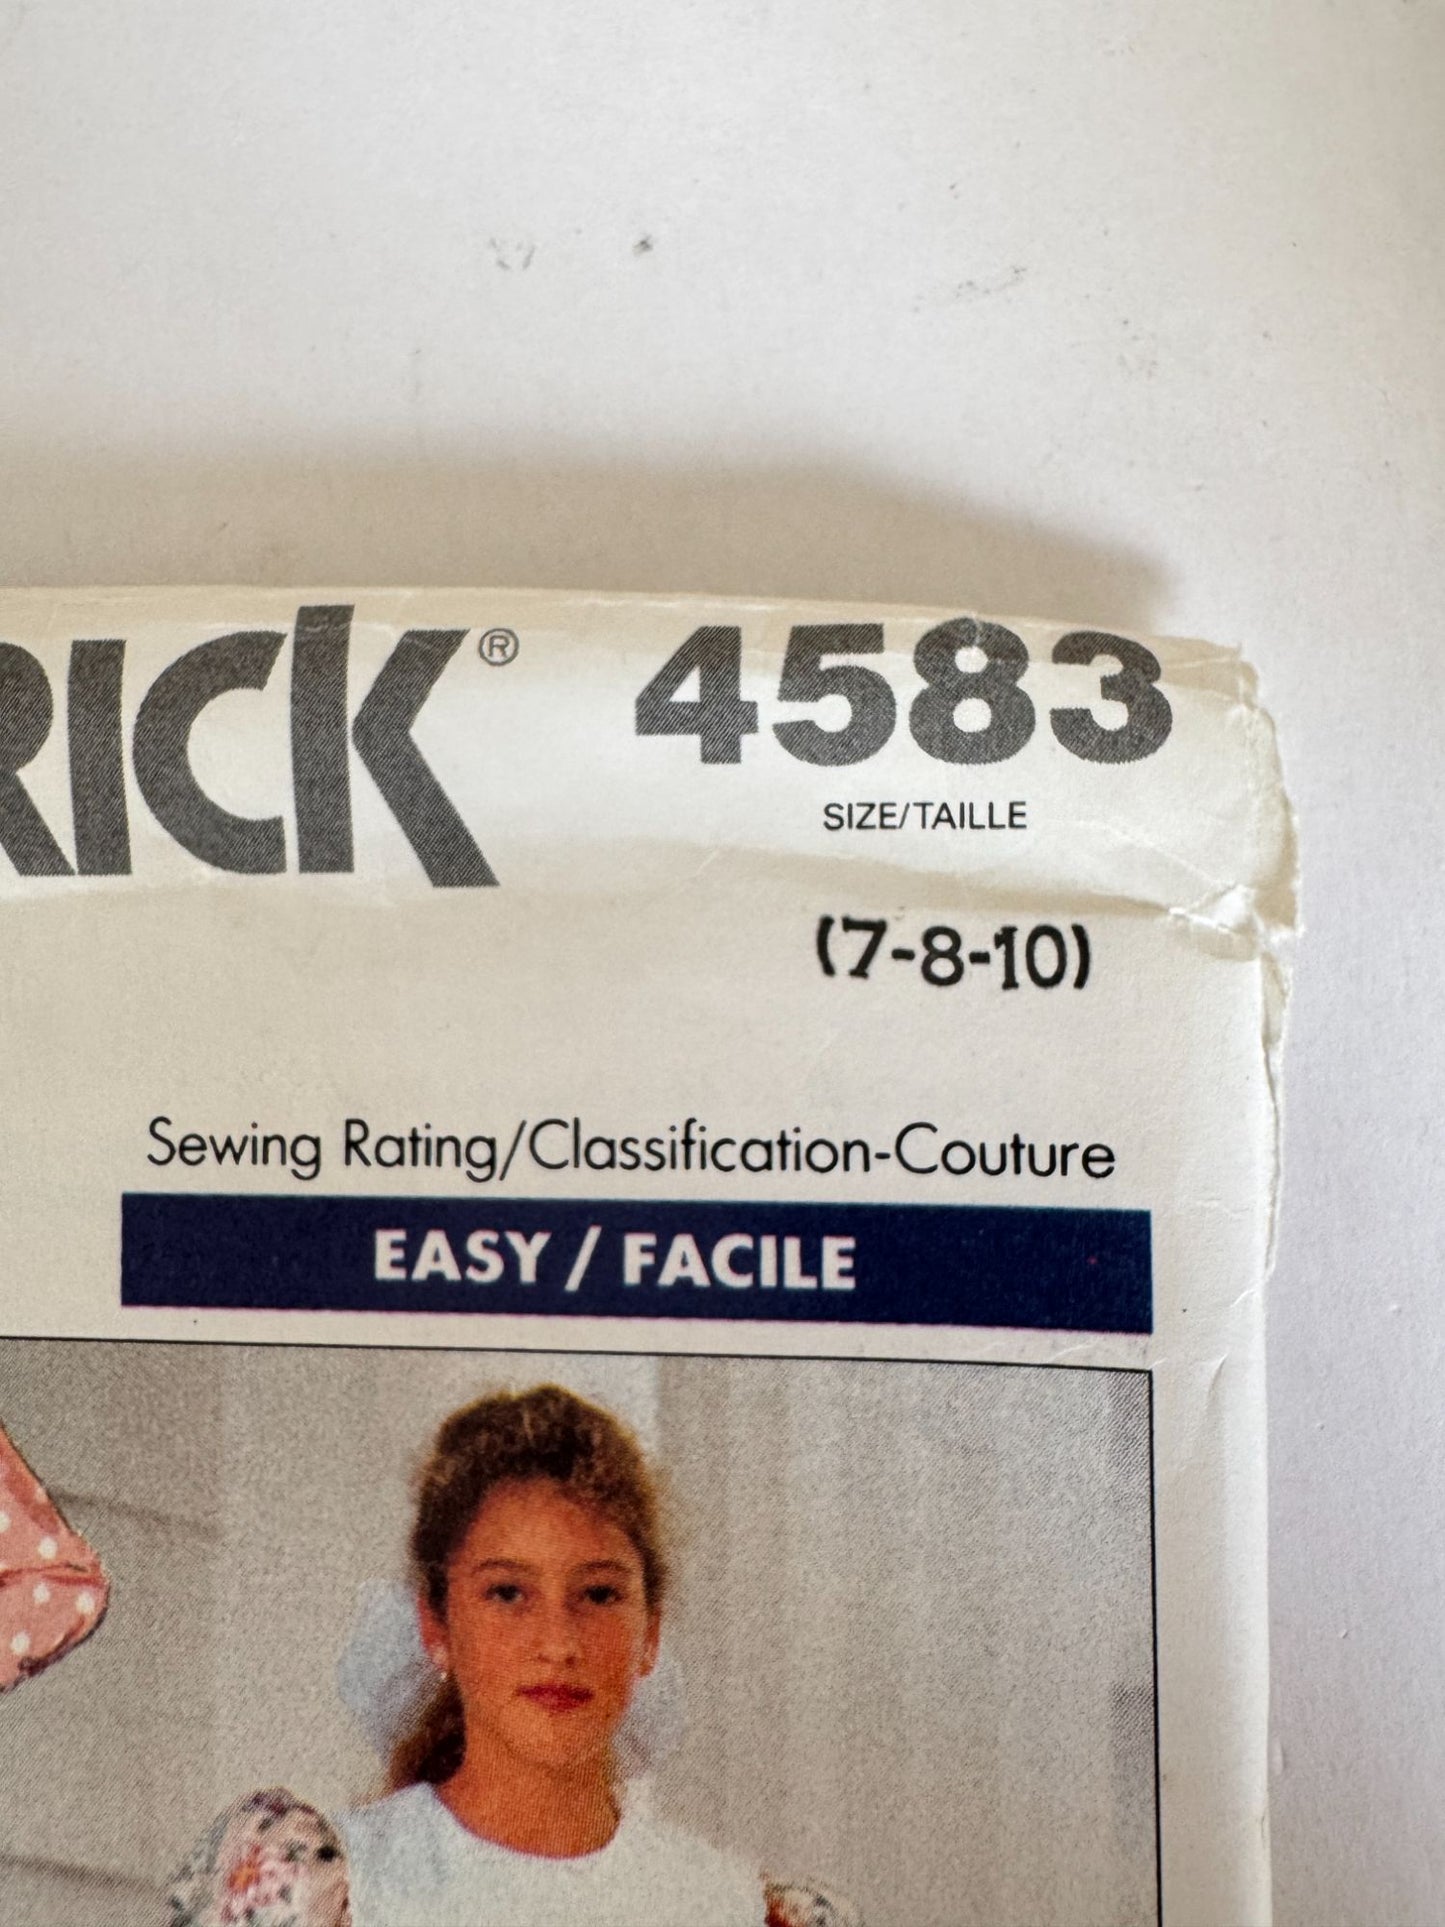 RICK® 4583
SIZE/TAILLE
(7-8-10)
Sewing Rating/Classification-Couture
EASY / FACILE